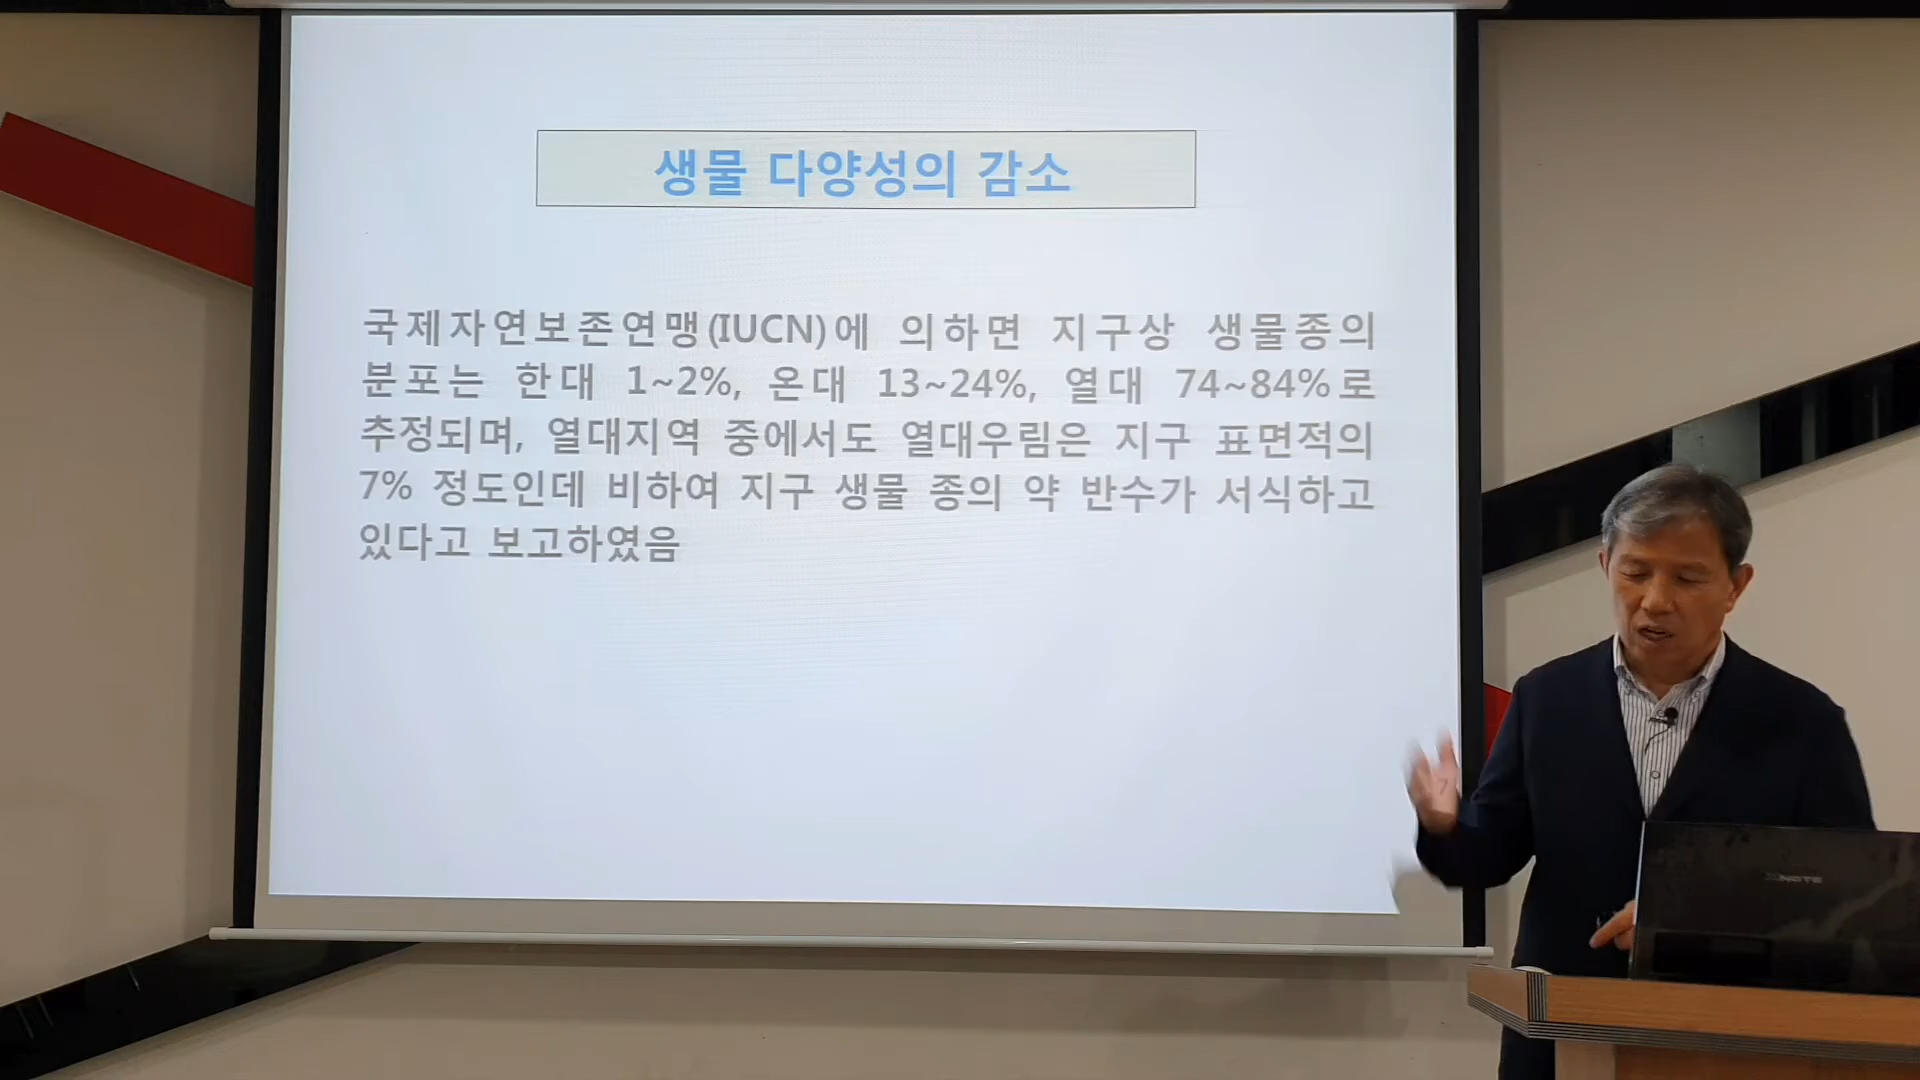 생물 다양성의 감소
국제자연보존연맹(IUCN)에 의하면 지구상 생물종의
분포는 한대 1~2%, 온대 13~24%, 열대 74~84%로
추정되며, 열대지역 중에서도 열대우림은 지구 표면적의
7% 정도인데 비하여 지구 생물 종의 약 반수가 서식하고
있다고 보고하였음
XNOTE